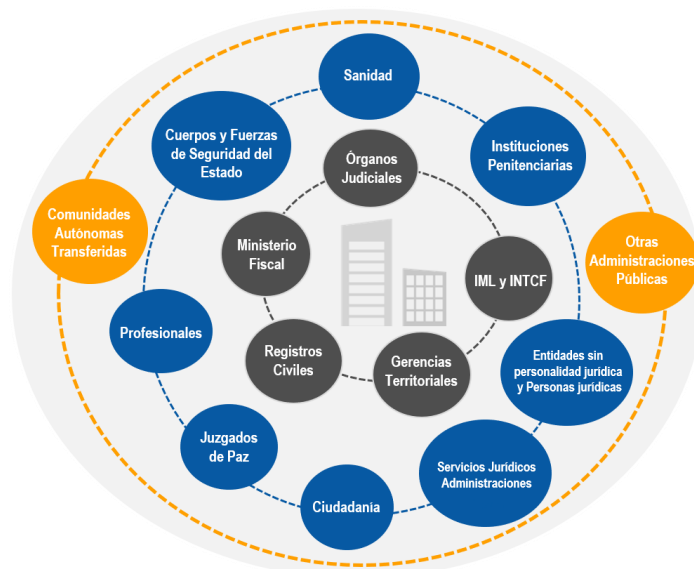 Sanidad
Cuerpos y Fuerzas
de Seguridad del
Estado
Instituciones
Penitenciarias
Órganos
Judiciales
Comunidades
Autónomas
Transferidas
Ministerio
Fiscal
Otras
Administraciones
Públicas
IML y INTCF
Profesionales
Registros
Civiles
Gerencias
Territoriales
Entidades sin
personalidad jurídica
y Personas jurídicas
Juzgados
de Paz
Servicios Jurídicos
Administraciones
Ciudadanía